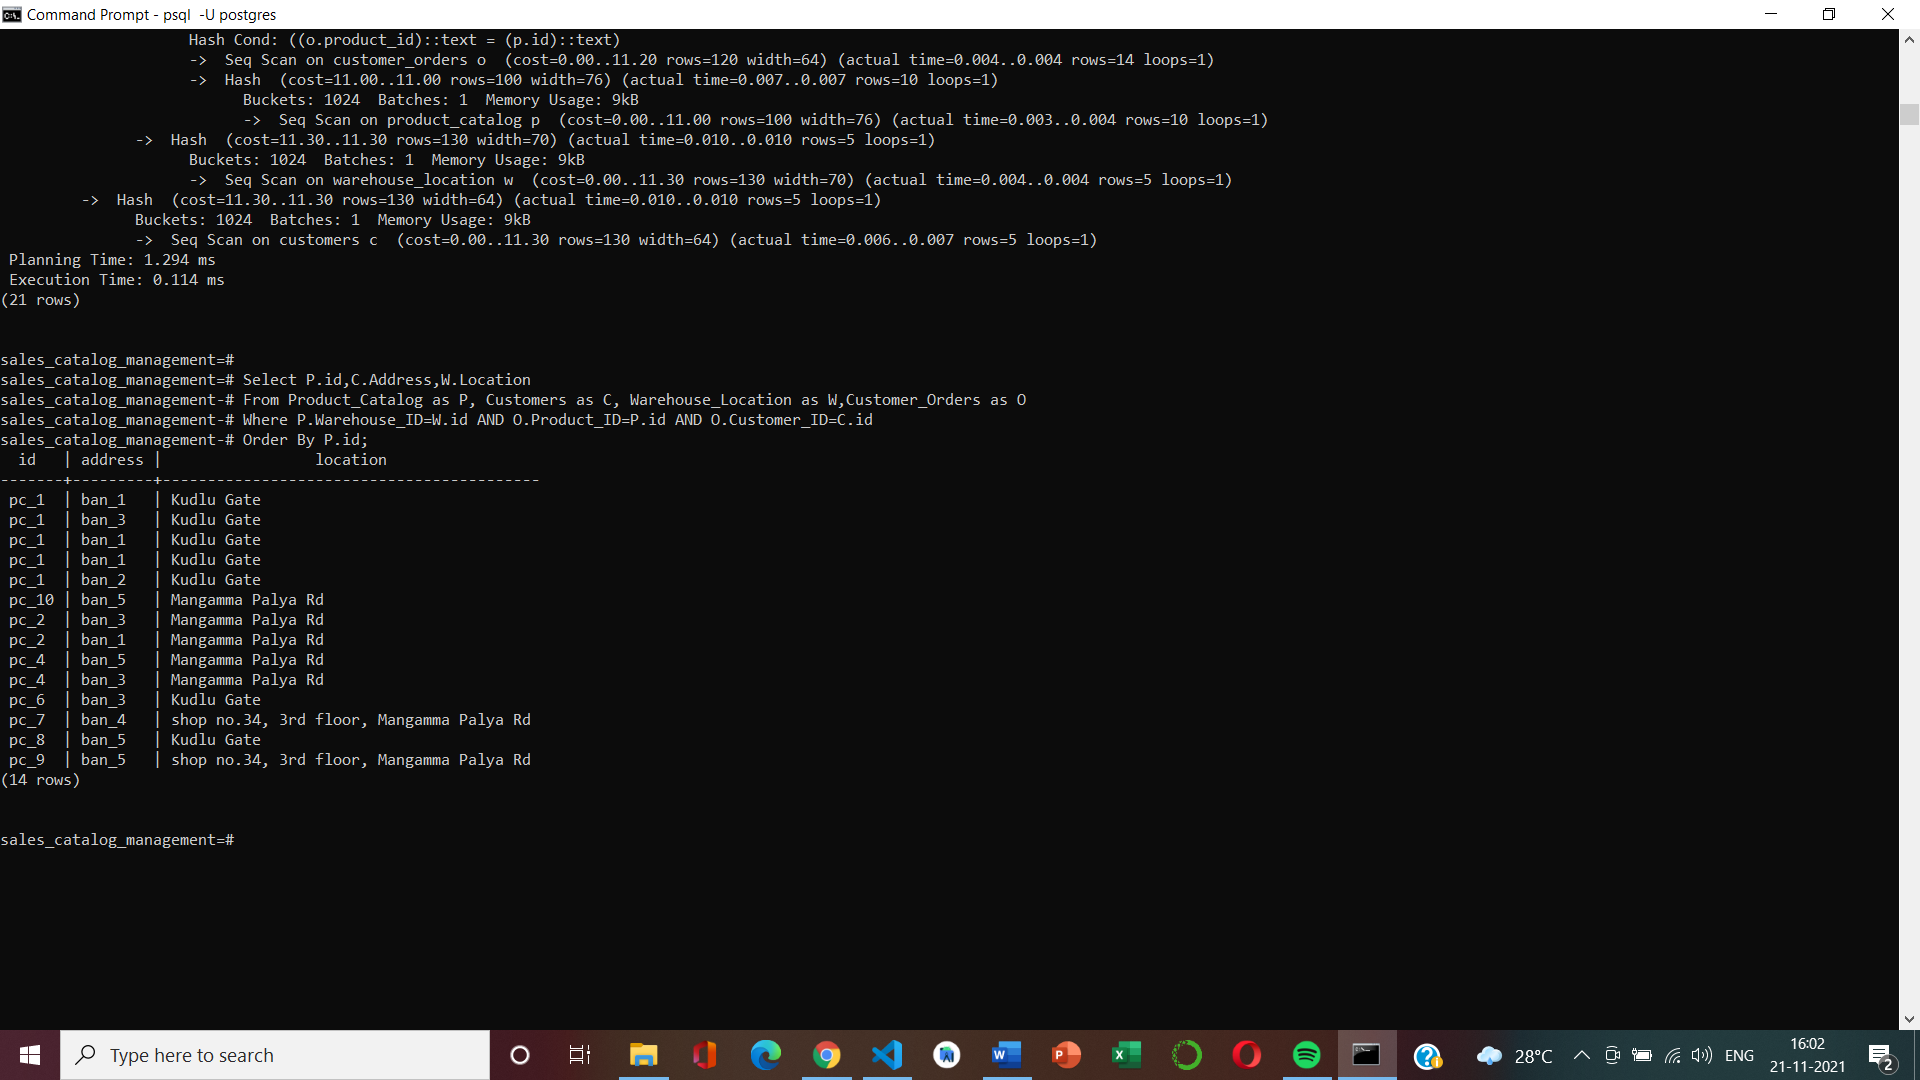 Command Prompt - psql  -U postgres
Hash Cond: ((o.product_id)::text = (p.id)::text)
->  Seq Scan on customer_orders o  (cost=0.00..11.20 rows=120 width=64) (actual time=0.004..0.004 rows=14 loops=1)
->  Hash  (cost=11.00..11.00 rows=100 width=76) (actual time=0.007..0.007 rows=10 loops=1)
Buckets: 1024  Batches: 1  Memory Usage: 9kB
->  Seq Scan on product_catalog p  (cost=0.00..11.00 rows=100 width=76) (actual time=0.003..0.004 rows=10 loops=1)
->  Hash  (cost=11.30..11.30 rows=130 width=70) (actual time=0.010..0.010 rows=5 loops=1)
Buckets: 1024  Batches: 1  Memory Usage: 9kB
->  Seq Scan on warehouse_location w  (cost=0.00..11.30 rows=130 width=70) (actual time=0.004..0.004 rows=5 loops=1)
->  Hash  (cost=11.30..11.30 rows=130 width=64) (actual time=0.010..0.010 rows=5 loops=1)
Buckets: 1024  Batches: 1  Memory Usage: 9kB
->  Seq Scan on customers c  (cost=0.00..11.30 rows=130 width=64) (actual time=0.006..0.007 rows=5 loops=1)
Planning Time: 1.294 ms
Execution Time: 0.114 ms
(21 rows)
sales_catalog_management=#
sales_catalog_management=# Select P.id,C.Address,W.Location
sales_catalog_management-# From Product_Catalog as P, Customers as C, Warehouse_Location as W,Customer_Orders as O
sales_catalog_management-# Where P.Warehouse_ID=W.id AND O.Product_ID=P.id AND O.Customer_ID=C.id
sales_catalog_management-# Order By P.id;
id   | address |                 location
-------+---------+------------------------------------------
pc_1  | ban_1   | Kudlu Gate
pc_1  | ban_3   | Kudlu Gate
pc_1  | ban_1   | Kudlu Gate
pc_1  | ban_1   | Kudlu Gate
pc_1  | ban_2   | Kudlu Gate
pc_10 | ban_5   | Mangamma Palya Rd
pc_2  | ban_3   | Mangamma Palya Rd
pc_2  | ban_1   | Mangamma Palya Rd
pc_4  | ban_5   | Mangamma Palya Rd
pc_4  | ban_3   | Mangamma Palya Rd
pc_6  | ban_3   | Kudlu Gate
pc_7  | ban_4   | shop no.34, 3rd floor, Mangamma Palya Rd
pc_8  | ban_5   | Kudlu Gate
pc_9  | ban_5   | shop no.34, 3rd floor, Mangamma Palya Rd
(14 rows)
sales_catalog_management=#
Type here to search
28°C
ENG
16:02
21-11-2021
2